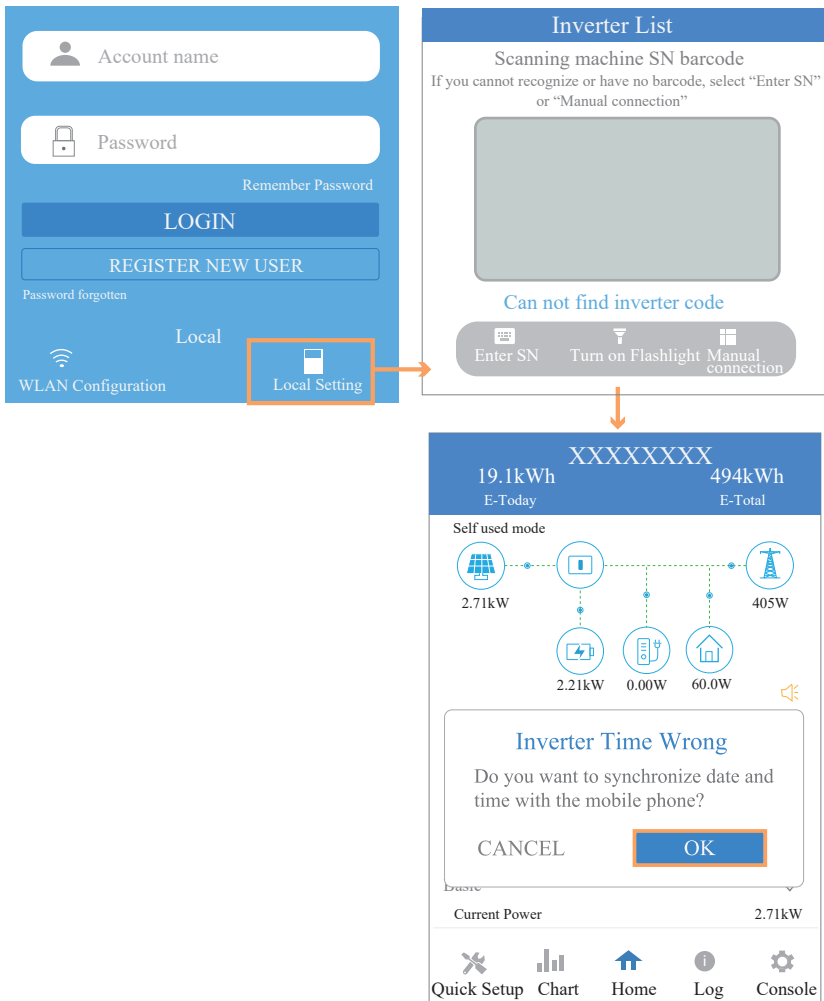 Account name
Password
Remember Password
LOGIN
REGISTER NEW USER
Password forgotten
Local
WLAN Configuration
Local Setting
Inverter List
Scanning machine SN barcode
If you cannot recognize or have no barcode, select “Enter SN”
or “Manual connection”
Can not find inverter code
Enter SN
Turn on Flashlight
Manual
connection
XXXXXXXX
19.1kWh
494kWh
E-Today
E-Total
Self used mode
2.71kW
405W
2.21kW
0.00W
60.0W
Inverter Time Wrong
Do you want to synchronize date and
time with the mobile phone?
CANCEL
OK
Basic
Current Power
2.71kW
Quick Setup
Chart
Home
Log
Console